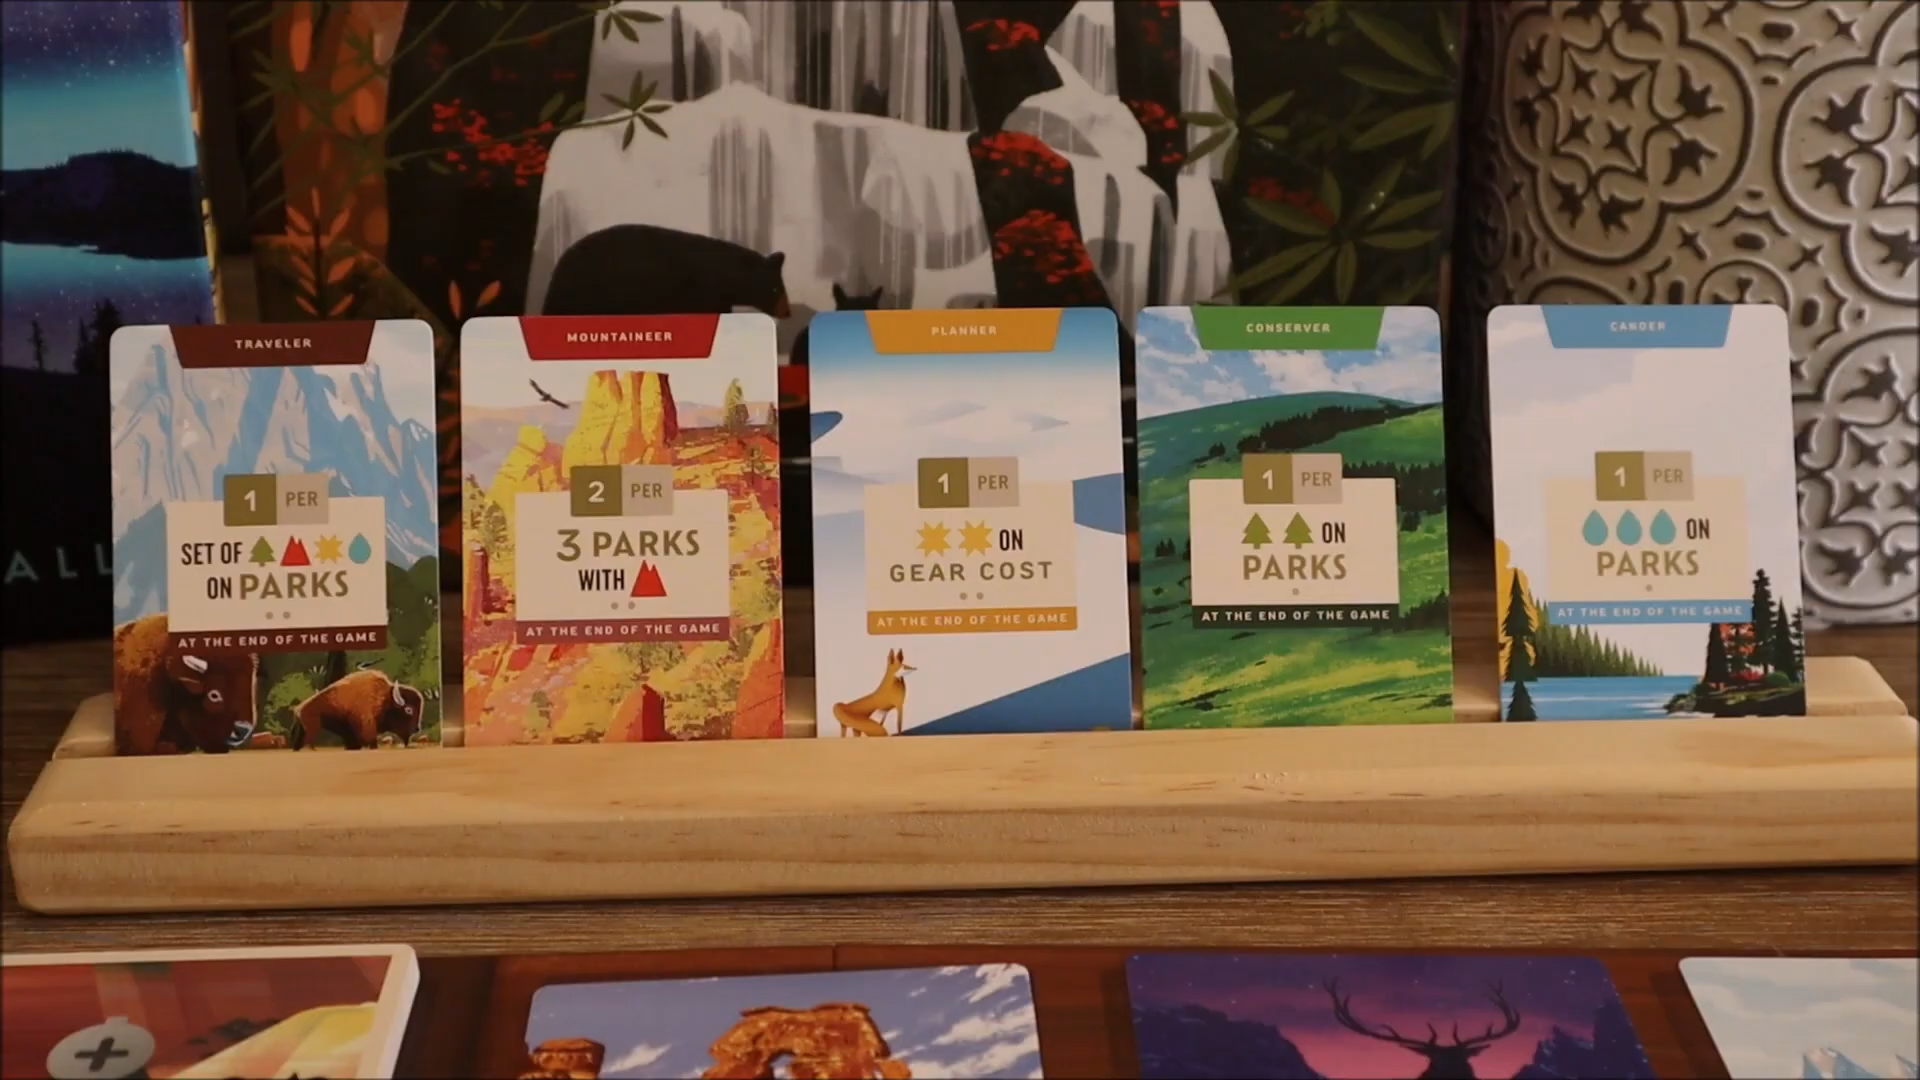 TRAVELER
1 PER
SET OF
ON PARKS
AT THE END OF THE GAME
MOUNTAINEER
2 PER
3 PARKS
WITH
AT THE END OF THE GAME
PLANNER
1 PER
ON
GEAR COST
AT THE END OF THE GAME
CONSERVER
1 PER
ON
PARKS
AT THE END OF THE GAME
CANOER
1 PER
ON
PARKS
AT THE END OF THE GAME
ALL